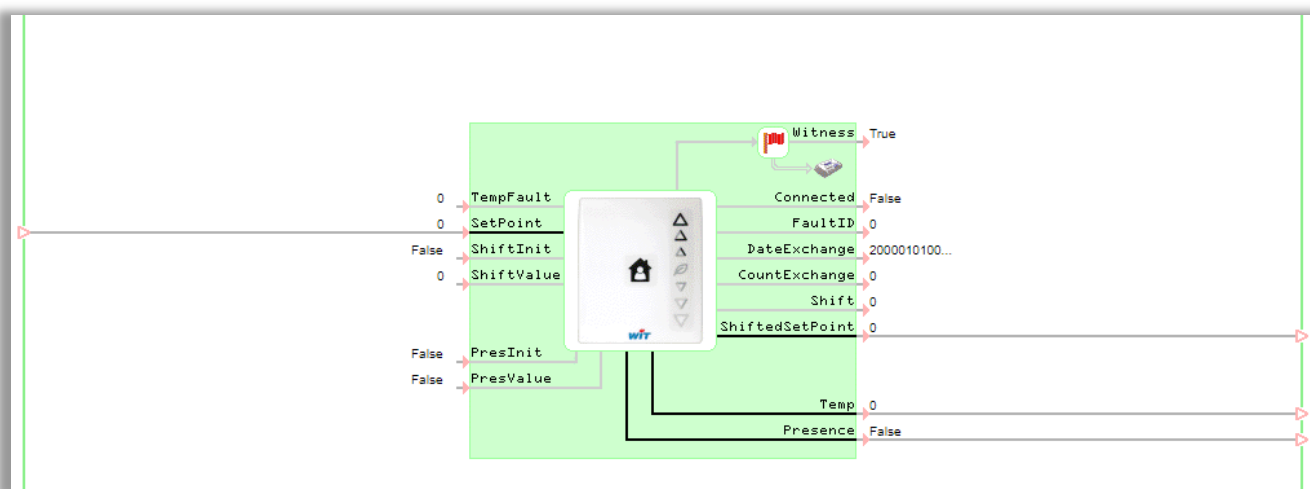 Witness True
0 TempFault Connected False
0 SetPoint FaultID 0
False ShiftInit DateExchange 2000010100...
0 ShiftValue CountExchange 0
Shift 0
ShiftedSetPoint 0
wit
False PresInit
False PresValue
Temp 0
Presence False